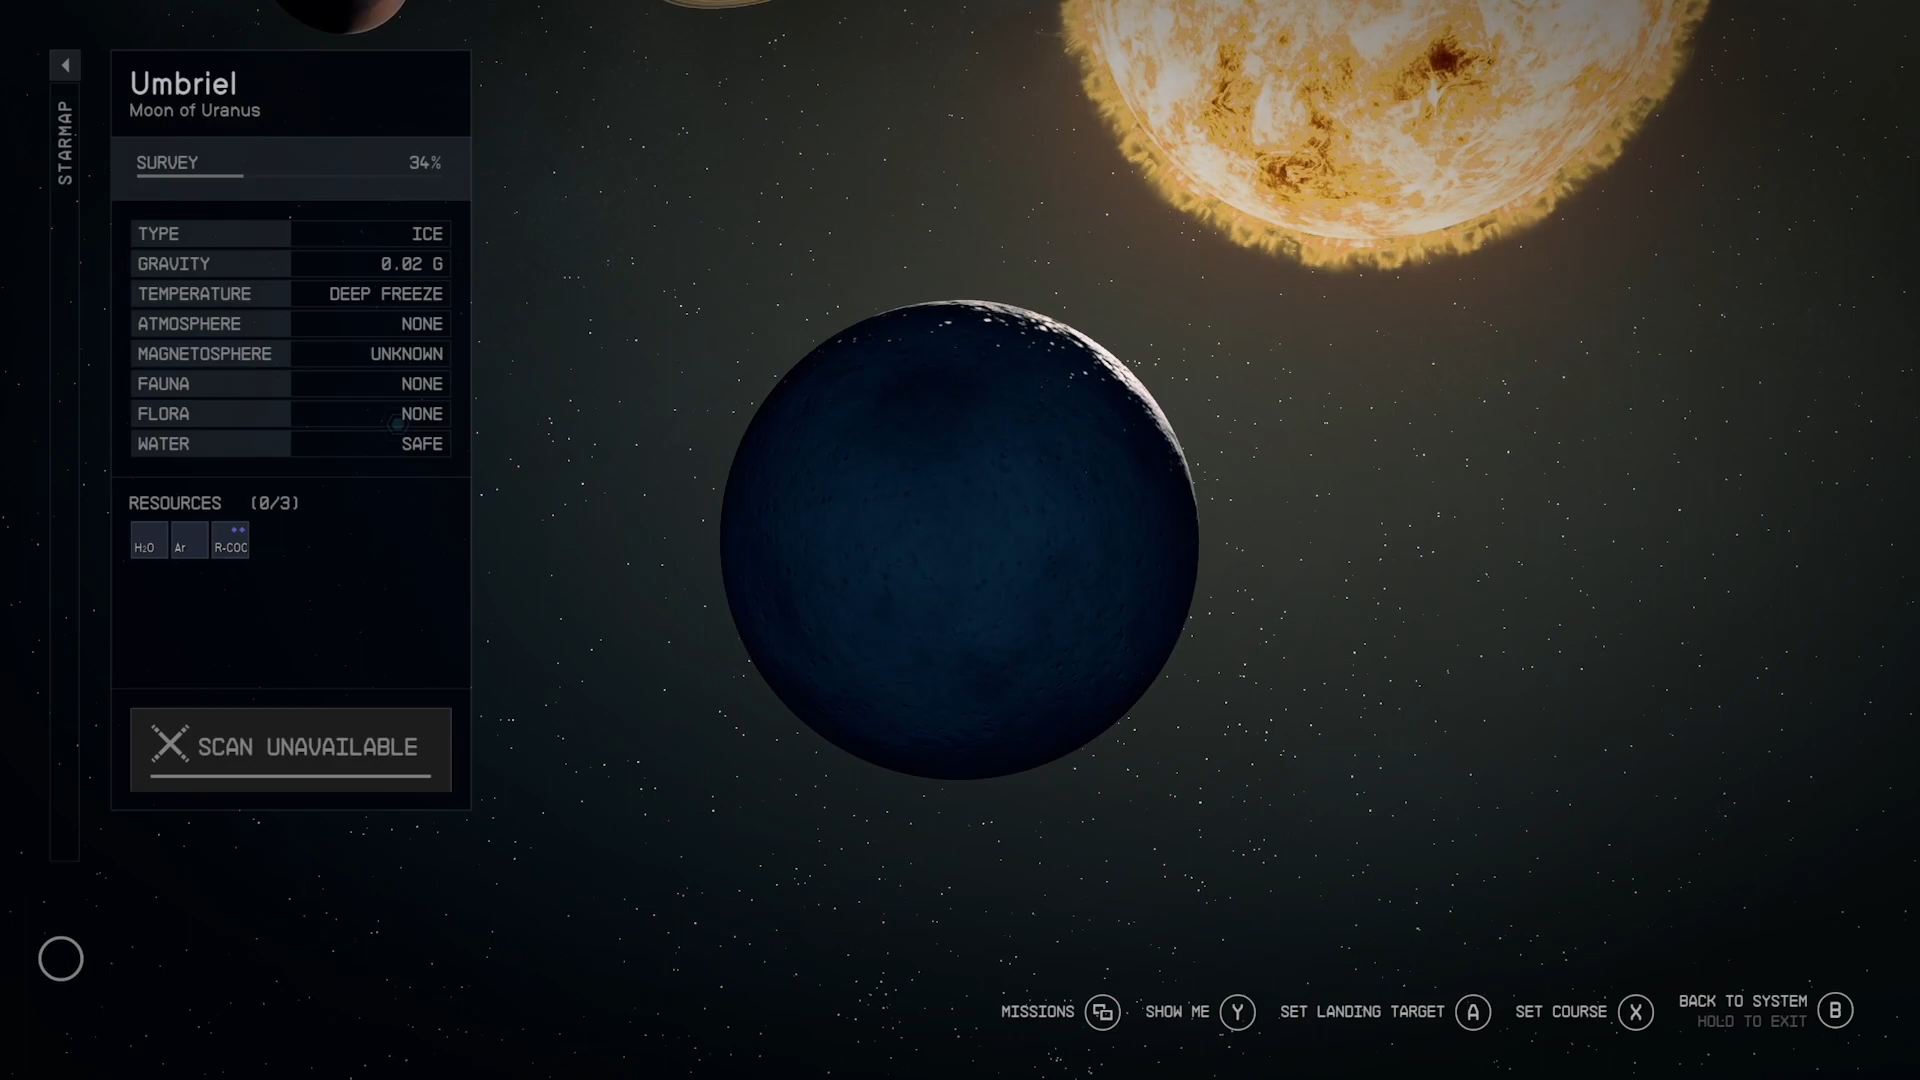 STARMAP
Umbriel
Moon of Uranus
SURVEY 34%
TYPE ICE
GRAVITY 0.02 G
TEMPERATURE DEEP FREEZE
ATMOSPHERE NONE
MAGNETOSPHERE UNKNOWN
FAUNA NONE
FLORA NONE
WATER SAFE
RESOURCES (0/3)
H₂O Ar R-COC
SCAN UNAVAILABLE
MISSIONS SHOW ME Y SET LANDING TARGET A SET COURSE X BACK TO SYSTEM B
HOLD TO EXIT